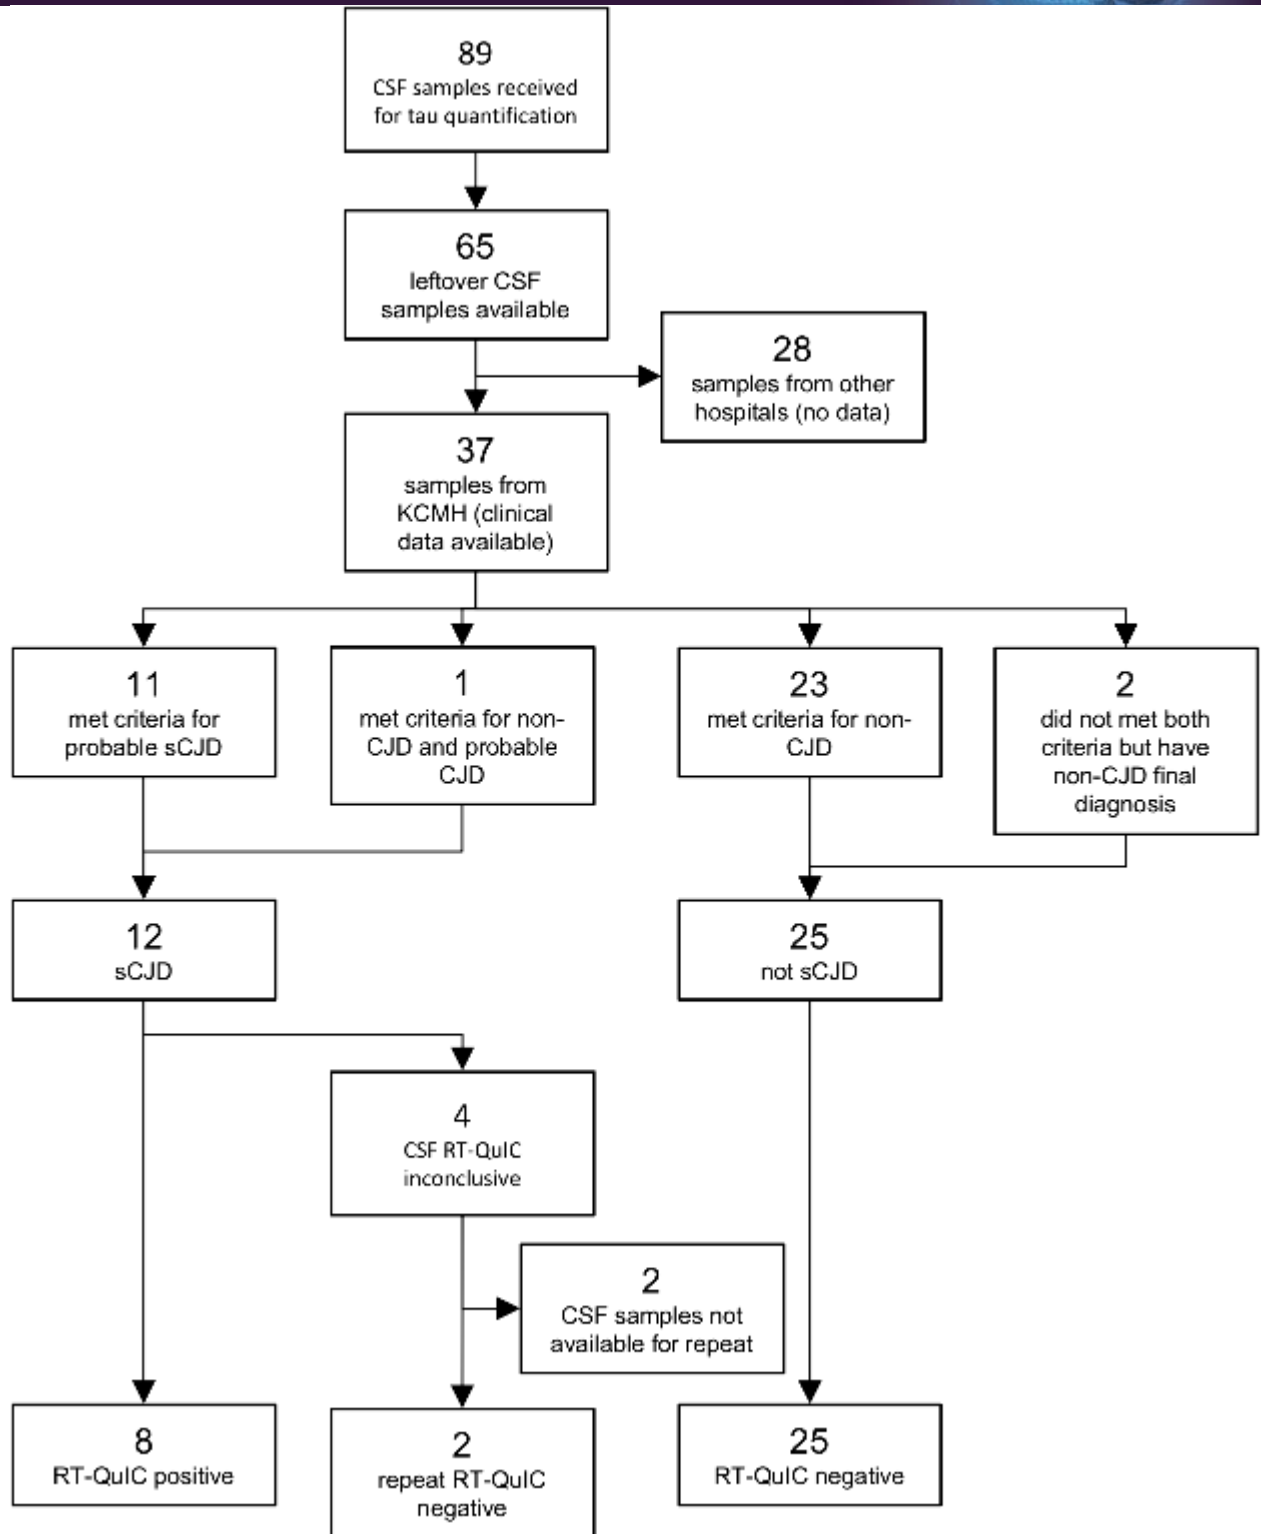 89
CSF samples received
for tau quantification
65
leftover CSF
samples available
28
samples from other
hospitals (no data)
37
samples from
KCMH (clinical
data available)
11
met criteria for
probable sCJD
1
met criteria for non-
CJD and probable
CJD
23
met criteria for non-
CJD
2
did not met both
criteria but have
non-CJD final
diagnosis
12
sCJD
25
not sCJD
4
CSF RT-QuIC
inconclusive
2
CSF samples not
available for repeat
8
RT-QuIC positive
2
repeat RT-QuIC
negative
25
RT-QuIC negative